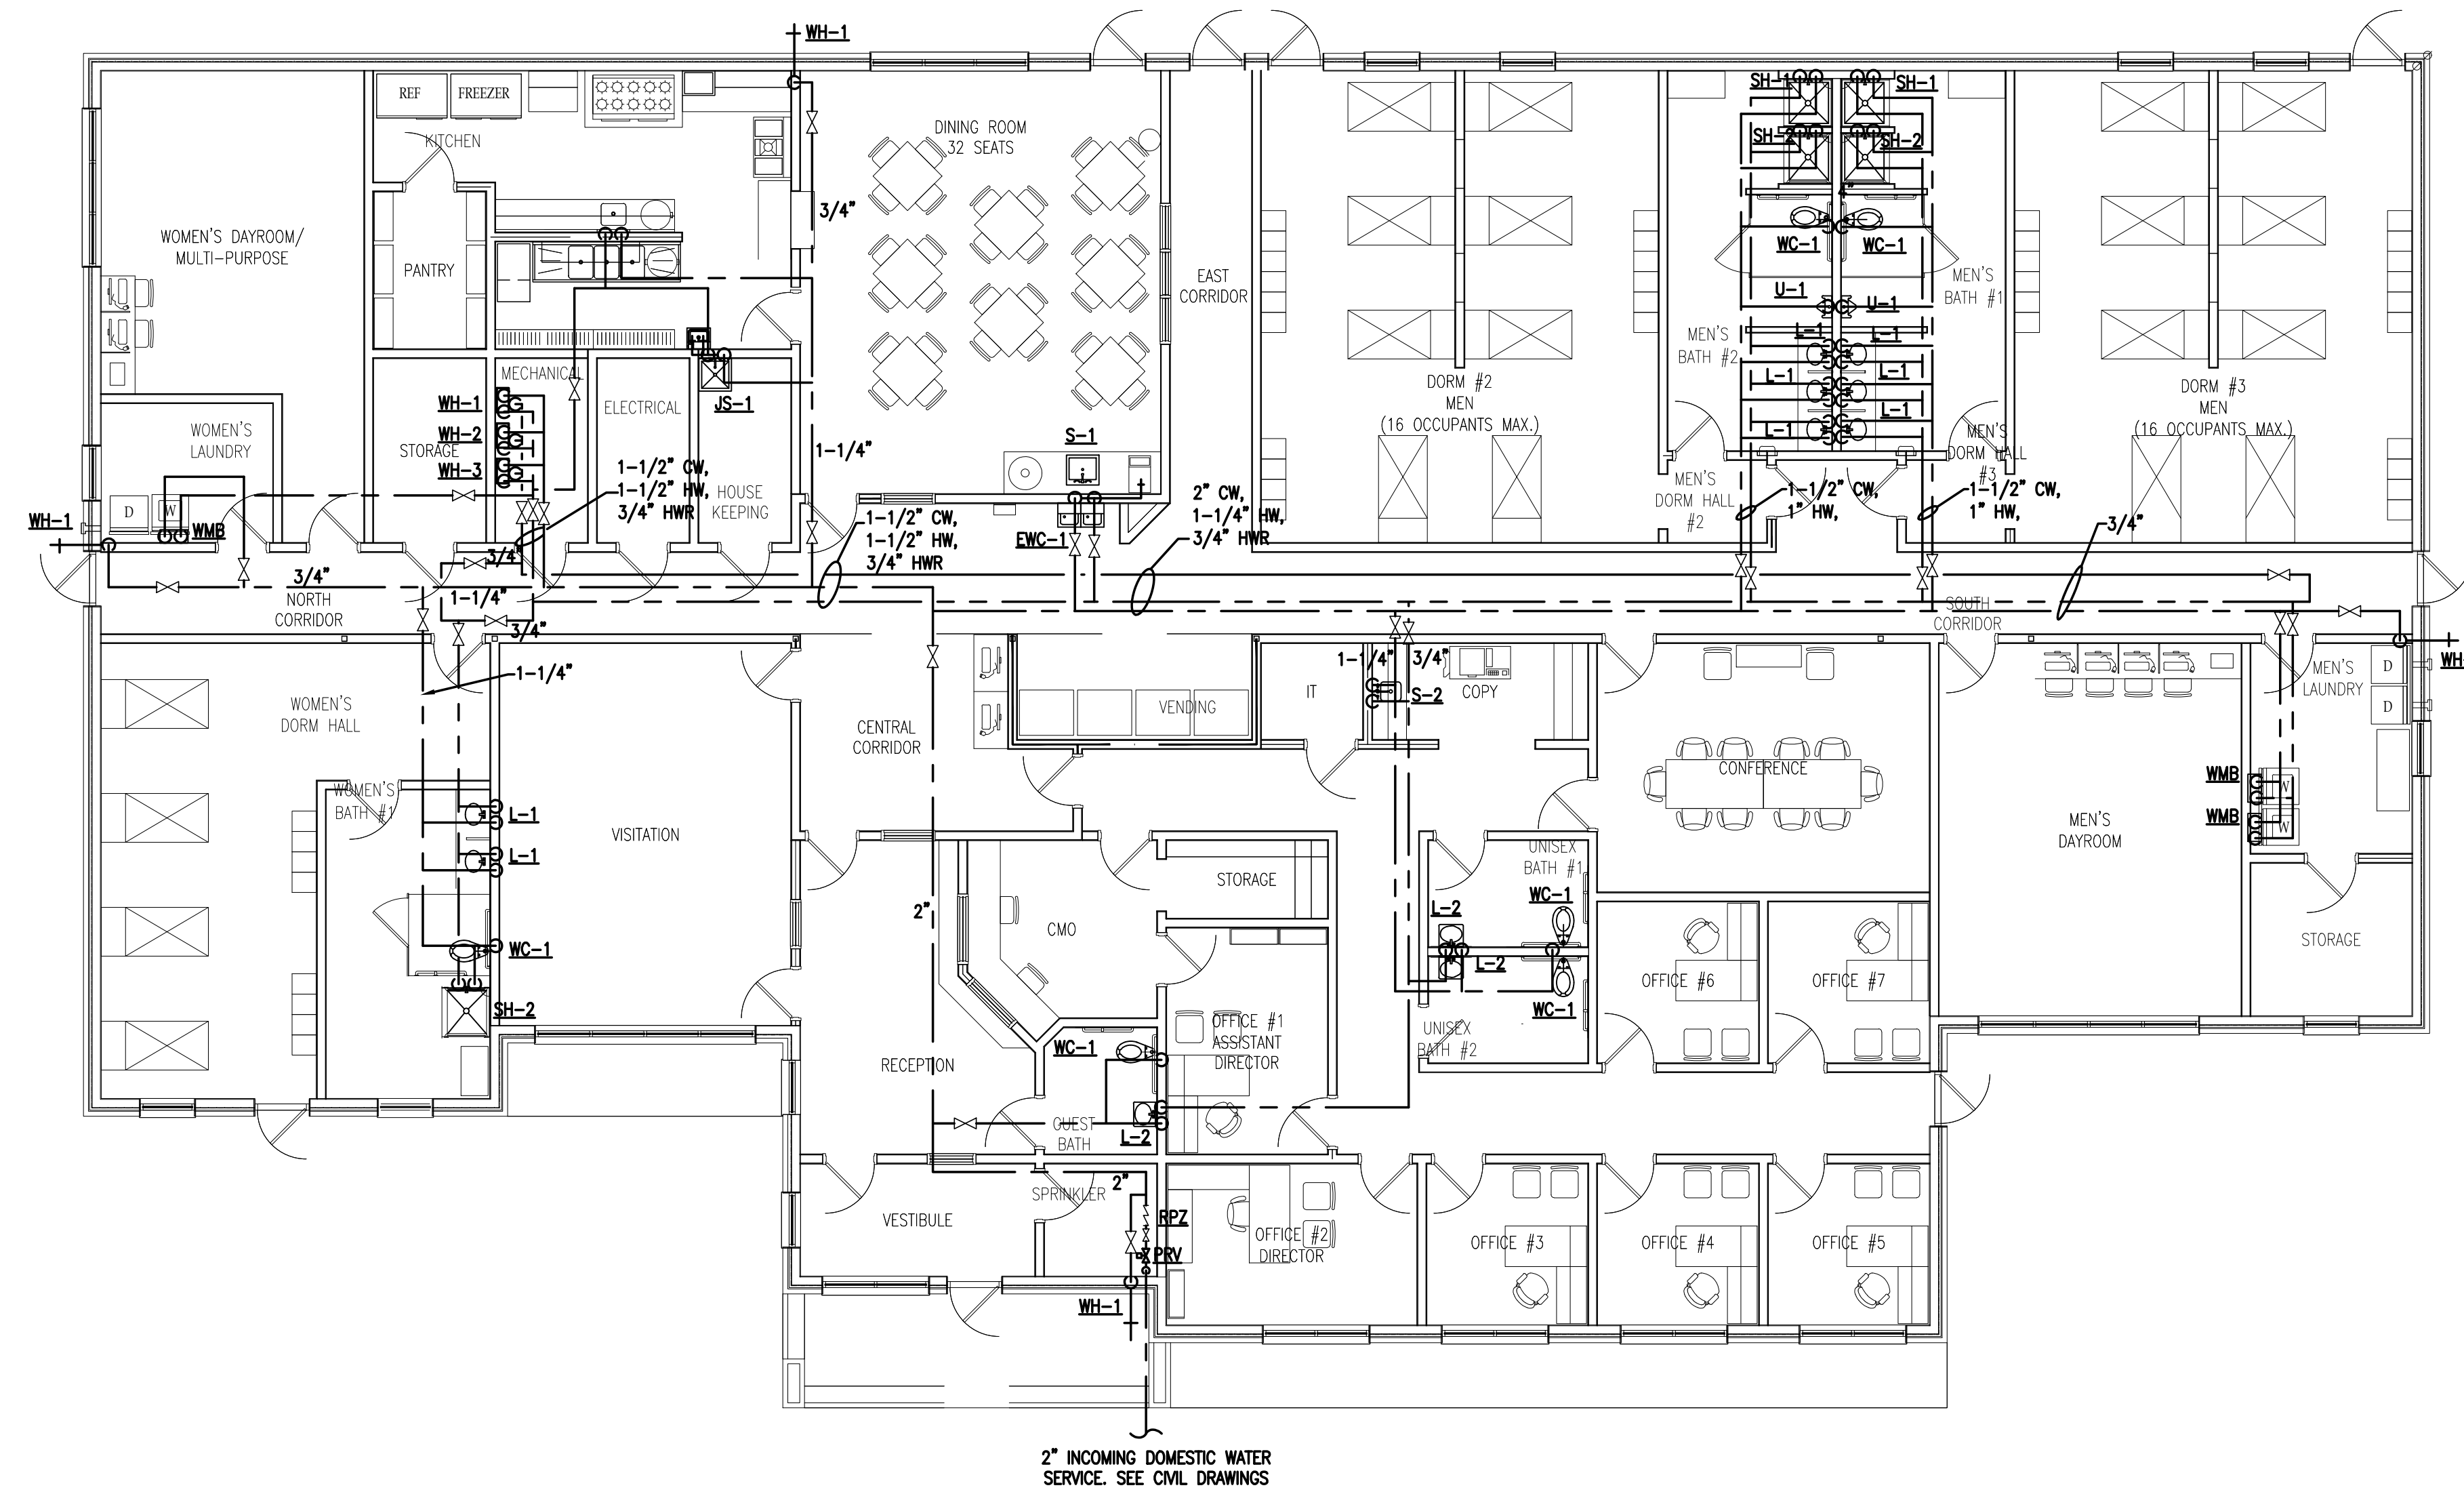 WH-1
REF
FREEZER
KITCHEN
DINING ROOM
32 SEATS
SH-1
SH-1
SH-2
SH-2
4"
3/4"
WOMEN'S DAYROOM/
MULTI-PURPOSE
PANTRY
EAST
CORRIDOR
WC-1
WC-1
MEN'S
BATH #1
U-1
U-1
MEN'S
BATH #2
L-1
L-1
L-1
L-1
L-1
L-1
MECHANICAL
ELECTRICAL
JS-1
WH-1
WH-2
WH-3
WOMEN'S
LAUNDRY
STORAGE
1-1/4"
S-1
DORM #2
MEN
(16 OCCUPANTS MAX.)
DORM #3
MEN
(16 OCCUPANTS MAX.)
MEN'S
DORM HALL
#3
MEN'S
DORM HALL
#2
1-1/2" CW,
1-1/2" HW,
3/4" HWR
HOUSE
KEEPING
1-1/2" CW,
1-1/2" HW,
3/4" HWR
2" CW,
1-1/4" HW,
3/4" HWR
1-1/2" CW,
1" HW,
1-1/2" CW,
1" HW,
3/4"
D
W
WMB
WH-1
EWC-1
3/4"
3/4"
NORTH
CORRIDOR
1-1/4"
3/4"
SOUTH
CORRIDOR
1-1/4"
1-1/4"
3/4"
WOMEN'S
DORM HALL
CENTRAL
CORRIDOR
VENDING
IT
S-2
COPY
MEN'S
LAUNDRY
D
D
WH-
WOMEN'S
BATH #1
L-1
L-1
VISITATION
CONFERENCE
MEN'S
DAYROOM
WMB
W
WMB
W
UNISEX
BATH #1
STORAGE
2"
CMO
WC-1
L-2
L-2
WC-1
WC-1
SH-2
OFFICE #6
OFFICE #7
STORAGE
OFFICE #1
ASSISTANT
DIRECTOR
UNISEX
BATH #2
WC-1
RECEPTION
GUEST
BATH
L-2
SPRINKLER
2"
VESTIBULE
RPZ
PRV
OFFICE #2
DIRECTOR
OFFICE #3
OFFICE #4
OFFICE #5
WH-1
2" INCOMING DOMESTIC WATER
SERVICE. SEE CIVIL DRAWINGS